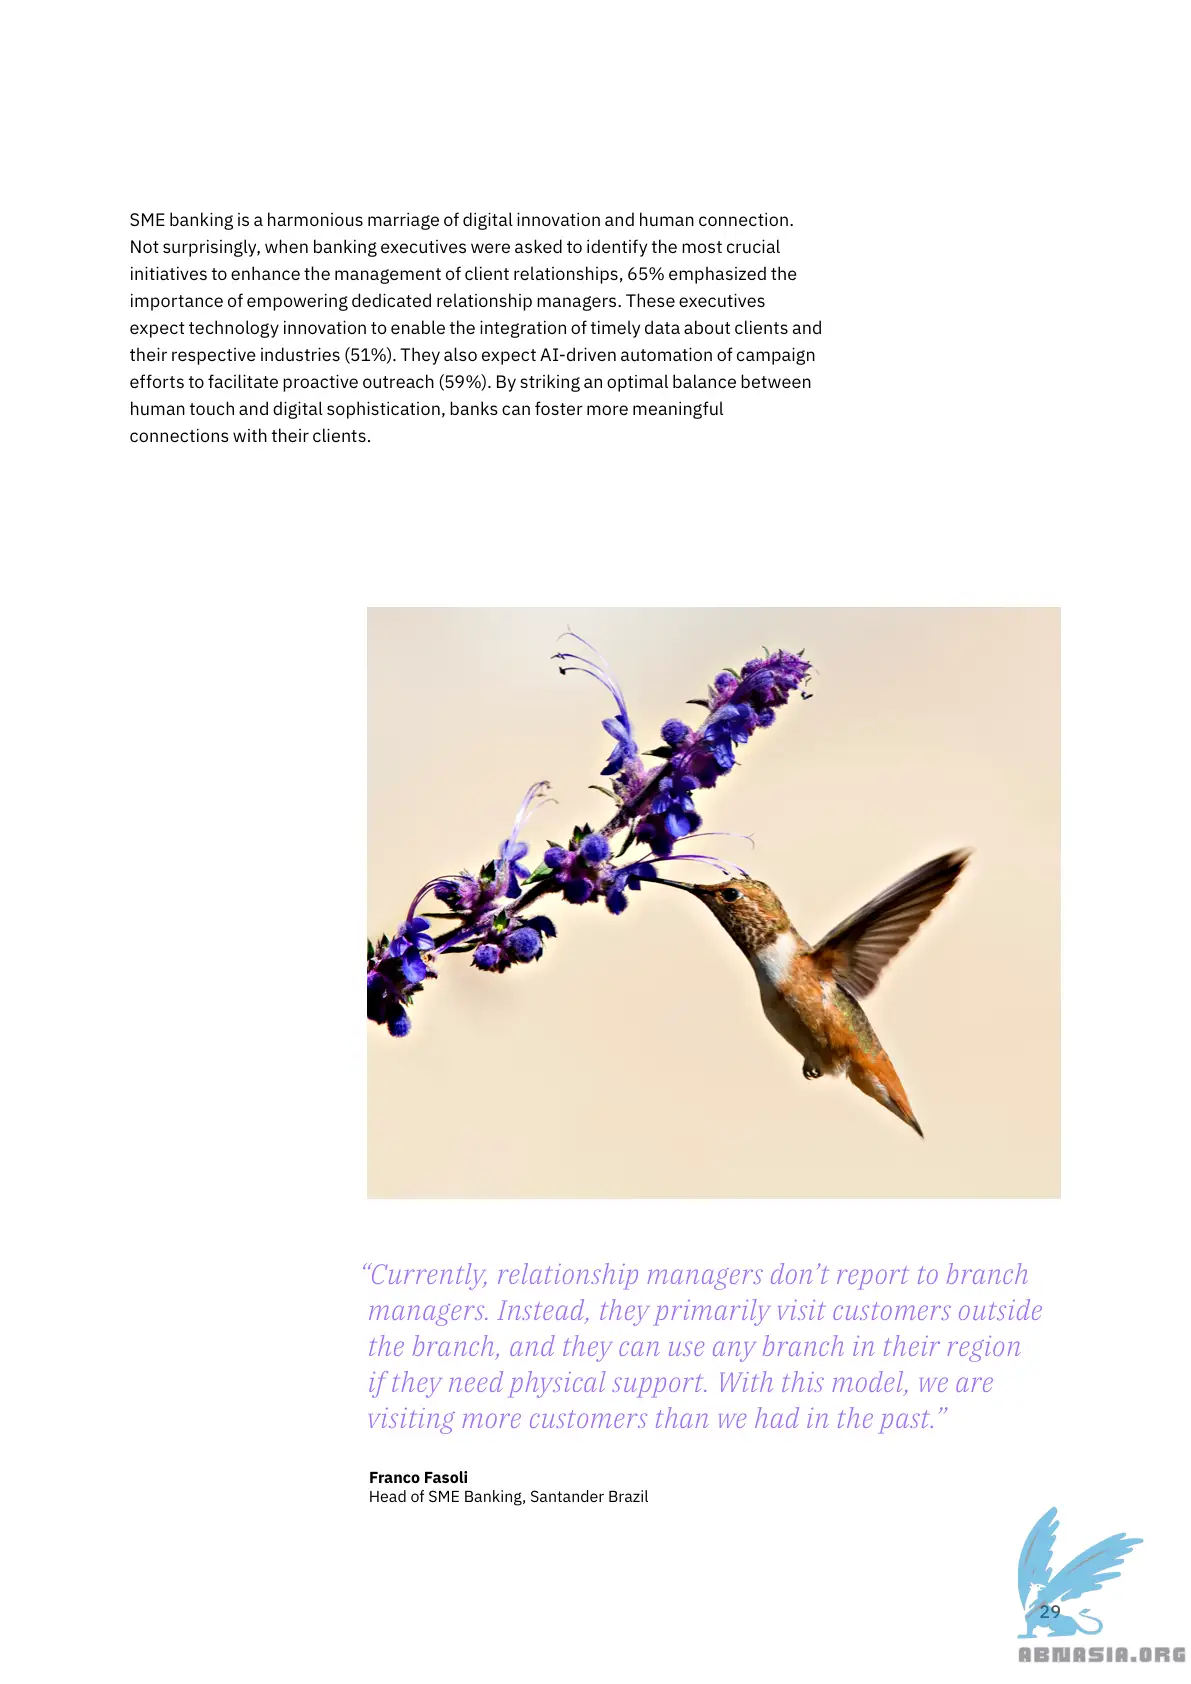 SME banking is a harmonious marriage of digital innovation and human connection.
Not surprisingly, when banking executives were asked to identify the most crucial
initiatives to enhance the management of client relationships, 65% emphasized the
importance of empowering dedicated relationship managers. These executives
expect technology innovation to enable the integration of timely data about clients and
their respective industries (51%). They also expect AI-driven automation of campaign
efforts to facilitate proactive outreach (59%). By striking an optimal balance between
human touch and digital sophistication, banks can foster more meaningful
connections with their clients.
“Currently, relationship managers don’t report to branch
managers. Instead, they primarily visit customers outside
the branch, and they can use any branch in their region
if they need physical support. With this model, we are
visiting more customers than we had in the past.”
Franco Fasoli
Head of SME Banking, Santander Brazil
29
ABNASIA.ORG